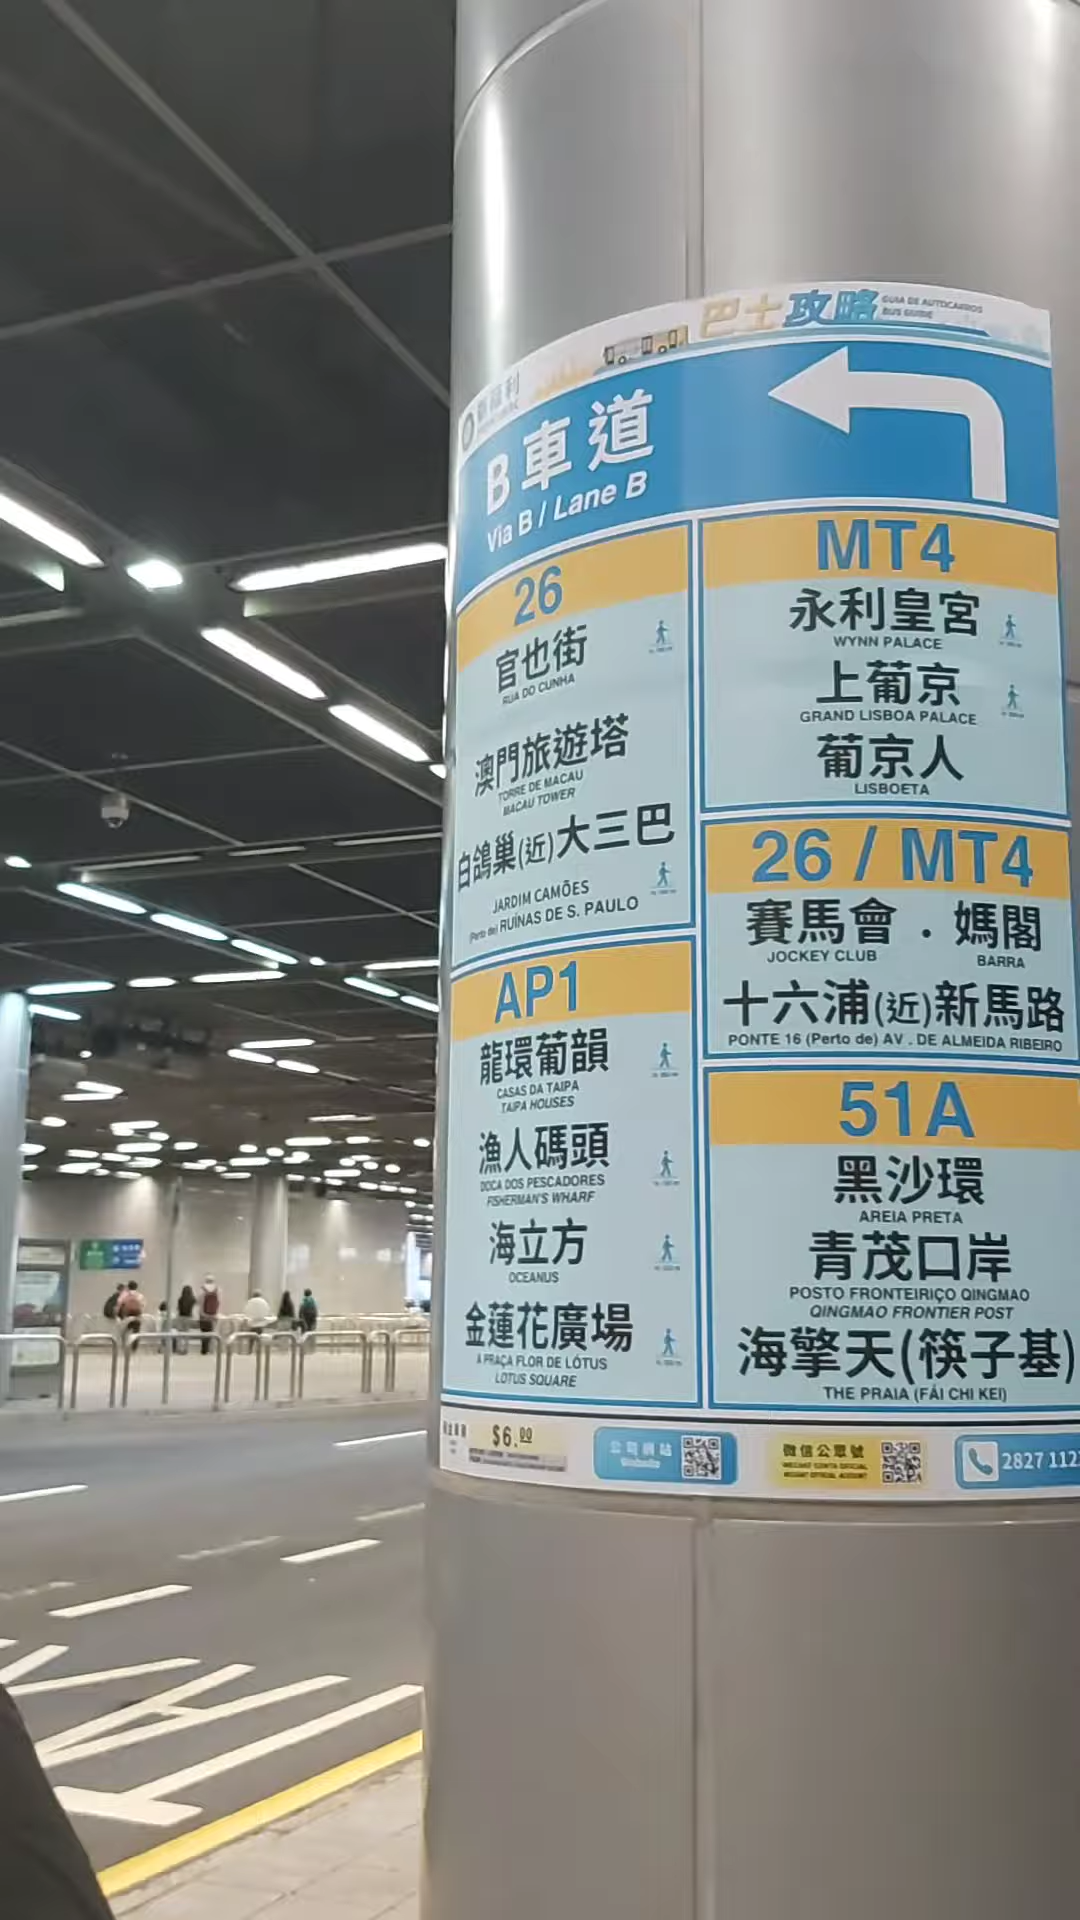 巴士攻略
GUIA DE AUTOCARROS
BUS GUIDE
B車道
Via B / Lane B
26
官也街
RUA DO CUNHA
澳門旅遊塔
TORRE DE MACAU
MACAU TOWER
白鴿巢(近)大三巴
JARDIM CAMÕES
(Perto de) RUÍNAS DE S. PAULO
AP1
龍環葡韻
CASAS DA TAIPA
TAIPA HOUSES
漁人碼頭
DOCA DOS PESCADORES
FISHERMAN'S WHARF
海立方
OCEANUS
金蓮花廣場
A PRAÇA FLOR DE LÓTUS
LOTUS SQUARE
MT4
永利皇宮
WYNN PALACE
上葡京
GRAND LISBOA PALACE
葡京人
LISBOETA
26 / MT4
賽馬會 . 媽閣
JOCKEY CLUB BARRA
十六浦(近)新馬路
PONTE 16 (Perto de) AV . DE ALMEIDA RIBEIRO
51A
黑沙環
AREIA PRETA
青茂口岸
POSTO FRONTEIRIÇO QINGMAO
QINGMAO FRONTIER POST
海擎天(筷子基)
THE PRAIA (FÁI CHI KEI)
$6.00
公司網站
Website
微信公眾號
2827 112